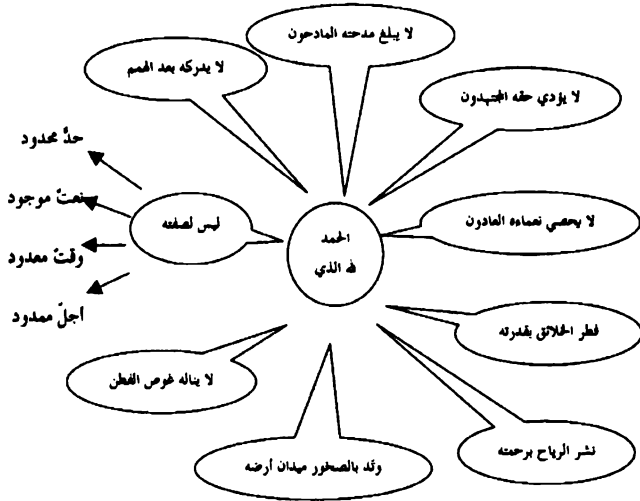 لا يبلغ مدحته المادحون
لا يدركه بعد الهمم
لا يؤدي حقه المجتهدون
حدٌّ محدود
نعتٌ موجود
ليس لصفته
وقتٌ معدود
أجلٌ ممدود
الحمد
لله الذي
لا يحصي نعماءه العادون
فطر الخلائق بقدرته
لا يناله غوص الفطن
نشر الرياح برحمته
وتّد بالصخور ميدان أرضه